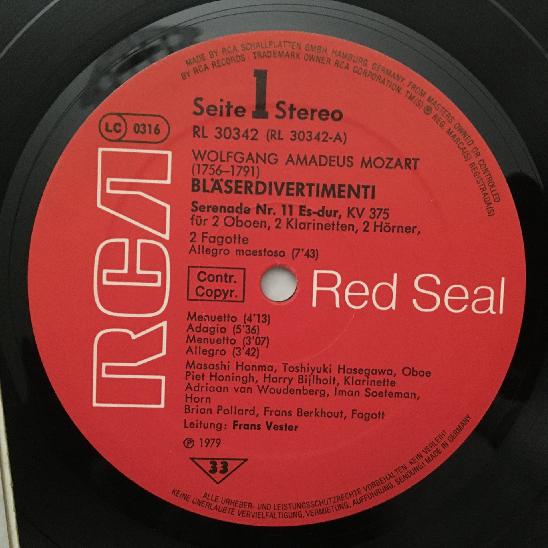 MADE BY RCA SCHALLPLATTEN GMBH, HAMBURG, GERMANY FROM MASTERS OWNED OR CONTROLLED
BY RCA RECORDS · TRADEMARK OWNER RCA CORPORATION. TM(S) ® REG. MARCA(S) REGISTRADA(S)
Seite 1 Stereo
RL 30342 (RL 30342-A)
LC 0316
WOLFGANG AMADEUS MOZART
(1756–1791)
BLÄSERDIVERTIMENTI
Serenade Nr. 11 Es-dur, KV 375
für 2 Oboen, 2 Klarinetten, 2 Hörner,
2 Fagotte
Allegro maestoso (7'43)
Contr.
Copyr.
RCA
Red Seal
Menuetto (4'13)
Adagio (5'36)
Menuetto (3'07)
Allegro (3'42)
Masashi Honma, Toshiyuki Hasegawa, Oboe
Piet Honingh, Harry Bijlholt, Klarinette
Adriaan van Woudenberg, Iman Soeteman,
Horn
Brian Pollard, Frans Berkhout, Fagott
Leitung: Frans Vester
℗ 1979
33
ALLE URHEBER- UND LEISTUNGSSCHUTZRECHTE VORBEHALTEN. KEIN VERLEIH!
KEINE UNERLAUBTE VERVIELFÄLTIGUNG, VERMIETUNG, AUFFÜHRUNG, SENDUNG! MADE IN GERMANY